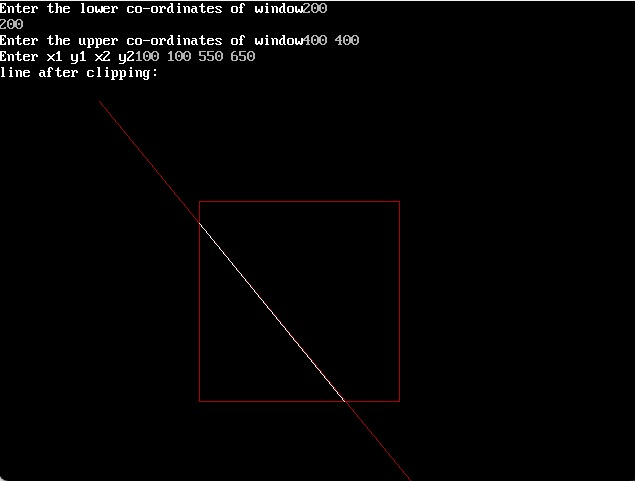 Enter the lower co-ordinates of window200
200
Enter the upper co-ordinates of window400 400
Enter x1 y1 x2 y2100 100 550 650
line after clipping: